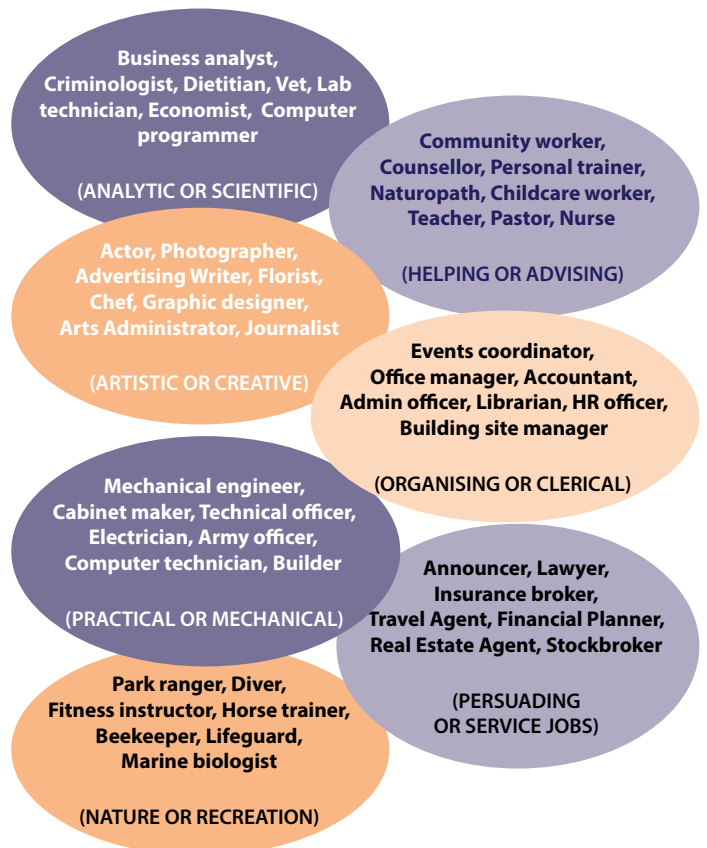 Business analyst,
Criminologist, Dietitian, Vet, Lab
technician, Economist, Computer
programmer
(ANALYTIC OR SCIENTIFIC)
Community worker,
Counsellor, Personal trainer,
Naturopath, Childcare worker,
Teacher, Pastor, Nurse
(HELPING OR ADVISING)
Actor, Photographer,
Advertising Writer, Florist,
Chef, Graphic designer,
Arts Administrator, Journalist
(ARTISTIC OR CREATIVE)
Events coordinator,
Office manager, Accountant,
Admin officer, Librarian, HR officer,
Building site manager
(ORGANISING OR CLERICAL)
Mechanical engineer,
Cabinet maker, Technical officer,
Electrician, Army officer,
Computer technician, Builder
(PRACTICAL OR MECHANICAL)
Announcer, Lawyer,
Insurance broker,
Travel Agent, Financial Planner,
Real Estate Agent, Stockbroker
(PERSUADING
OR SERVICE JOBS)
Park ranger, Diver,
Fitness instructor, Horse trainer,
Beekeeper, Lifeguard,
Marine biologist
(NATURE OR RECREATION)